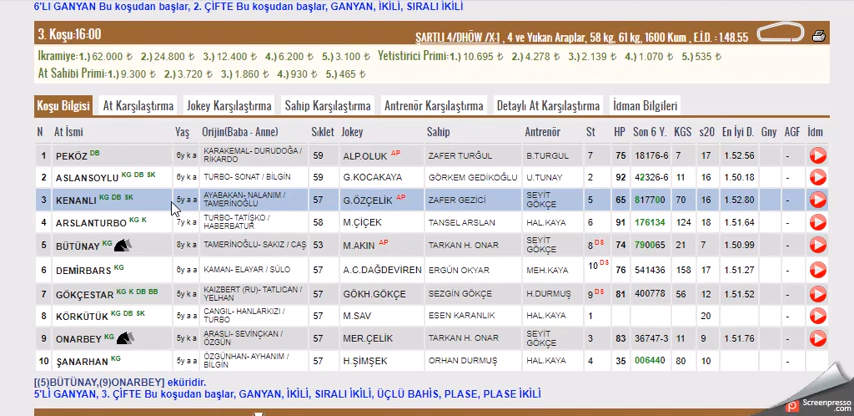 6'LI GANYAN Bu koşudan başlar, 2. ÇİFTE Bu koşudan başlar, GANYAN, İKİLİ, SIRALI İKİLİ
3. Koşu:16:00 ŞARTLI 4/DHÖW /X-1 , 4 ve Yukarı Araplar, 58 kg, 61 kg, 1600 Kum , E.İ.D. : 1.48.55
Ikramiye:1.) 62.000 ₺ 2.) 24.800 ₺ 3.) 12.400 ₺ 4.) 6.200 ₺ 5.) 3.100 ₺ Yetistirici Primi:1.) 10.695 ₺ 2.) 4.278 ₺ 3.) 2.139 ₺ 4.) 1.070 ₺ 5.) 535 ₺
At Sahibi Primi:1.) 9.300 ₺ 2.) 3.720 ₺ 3.) 1.860 ₺ 4.) 930 ₺ 5.) 465 ₺
Koşu Bilgisi At Karşılaştırma Jokey Karşılaştırma Sahip Karşılaştırma Antrenör Karşılaştırma Detaylı At Karşılaştırma İdman Bilgileri
N At İsmi Yaş Orijin(Baba - Anne) Sıklet Jokey Sahip Antrenör St HP Son 6 Y. KGS s20 En İyi D. Gny AGF İdm
1 PEKÖZ DB 6y k a KARAKEMAL- DURUDOĞA / RİKARDO 59 ALP.OLUK AP ZAFER TURĞUL B.TURGUL 7 75 18176-6 7 17 1.52.56 -
2 ASLANSOYLU KG DB SK 6y a a TURBO- SONAT / BİLGİN 59 G.KOCAKAYA GÖRKEM GEDİKOĞLU U.TUNAY 2 92 42326-6 11 16 1.50.18 -
3 KENANLI KG DB SK 5y a a AYABAKAN- NALANIM / TAMERİNOĞLU 57 G.ÖZÇELİK AP ZAFER GEZİCİ SEYİT GÖKÇE 5 65 817700 70 16 1.52.80 -
4 ARSLANTURBO KG K 7y k a TURBO- TATİŞKO / HABERBATUR 58 M.ÇİÇEK TANSEL ARSLAN HAL.KAYA 6 91 176134 124 18 1.51.64 -
5 BÜTÜNAY KG 8y k a TAMERİNOĞLU- SAKIZ / CAŞ 53 M.AKIN AP TARKAN H. ONAR SEYİT GÖKÇE 8 DS 74 790065 21 7 1.50.99 -
6 DEMİRBARS KG 6y a a KAMAN- ELAYAR / SÜLO 57 A.C.DAĞDEVİREN ERGÜN OKYAR MEH.KAYA 10 DS 76 541436 158 17 1.51.27 -
7 GÖKÇESTAR KG K DB BB 5y k a KAIZBERT (RU)- TATLICAN / YELHAN 57 GÖKH.GÖKÇE SEZGİN GÖKÇE H.DURMUŞ 9 DS 81 400778 56 12 1.52.52 -
8 KÖRKÜTÜK KG DB SK 5y a a CANGIL- HANLARKIZI / TURBO 57 M.SAV ESEN KARANLIK HAL.KAYA 1 20 -
9 ONARBEY KG 5y k a ARASLI- SEVİNÇKAN / ÖZGÜN 57 MER.ÇELİK TARKAN H. ONAR SEYİT GÖKÇE 3 83 36747-3 11 9 1.51.76 -
10 ŞANARHAN KG 5y a a ÖZGÜNHAN- AYHANIM / BİLGİN 57 H.ŞİMŞEK ORHAN DURMUŞ HAL.KAYA 4 35 006440 80 10 -
[(5)BÜTÜNAY,(9)ONARBEY] eküridir.
5'LI GANYAN, 3. ÇİFTE Bu koşudan başlar, GANYAN, İKİLİ, SIRALI İKİLİ, ÜÇLÜ BAHİS, PLASE, PLASE İKİLİ
Screenpresso
.com